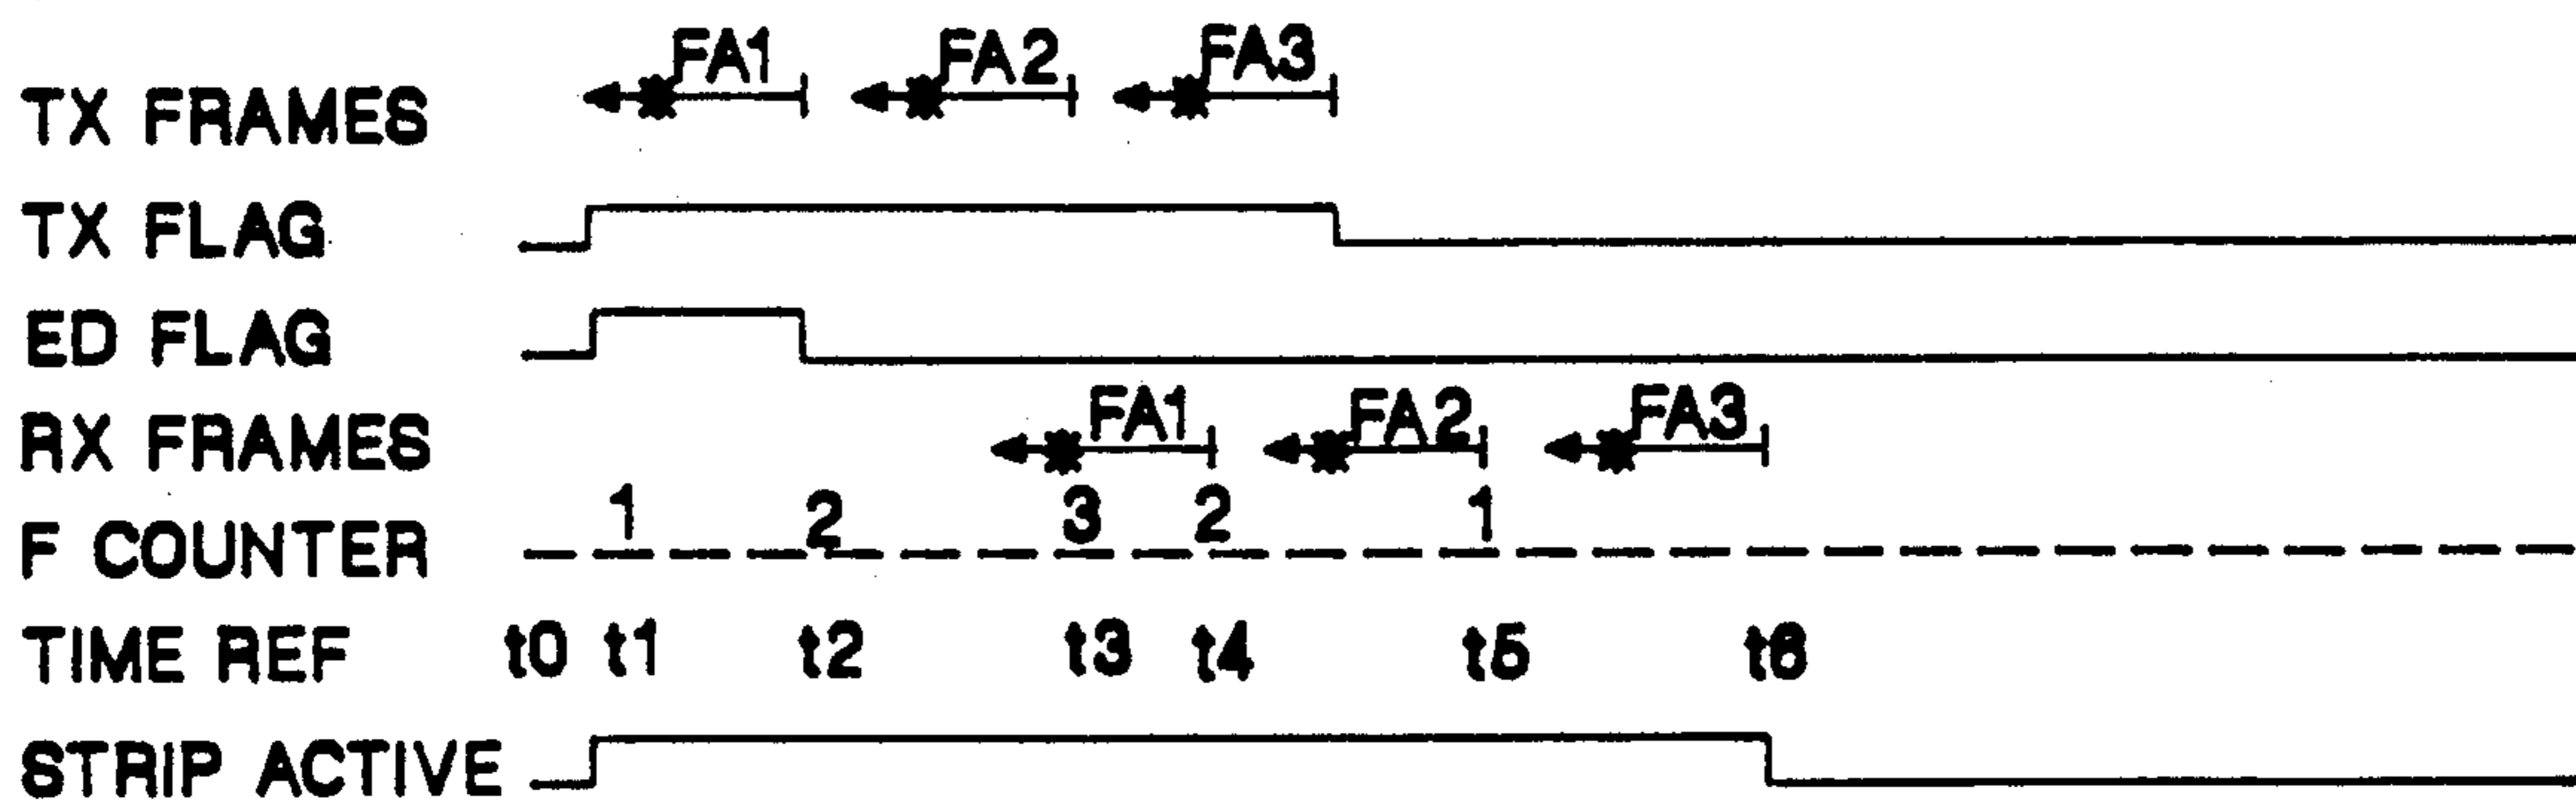 FA1 FA2 FA3
TX FRAMES
TX FLAG
ED FLAG
FA1 FA2 FA3
RX FRAMES
1 2 3 2 1
F COUNTER
TIME REF t0 t1 t2 t3 t4 t5 t6
STRIP ACTIVE